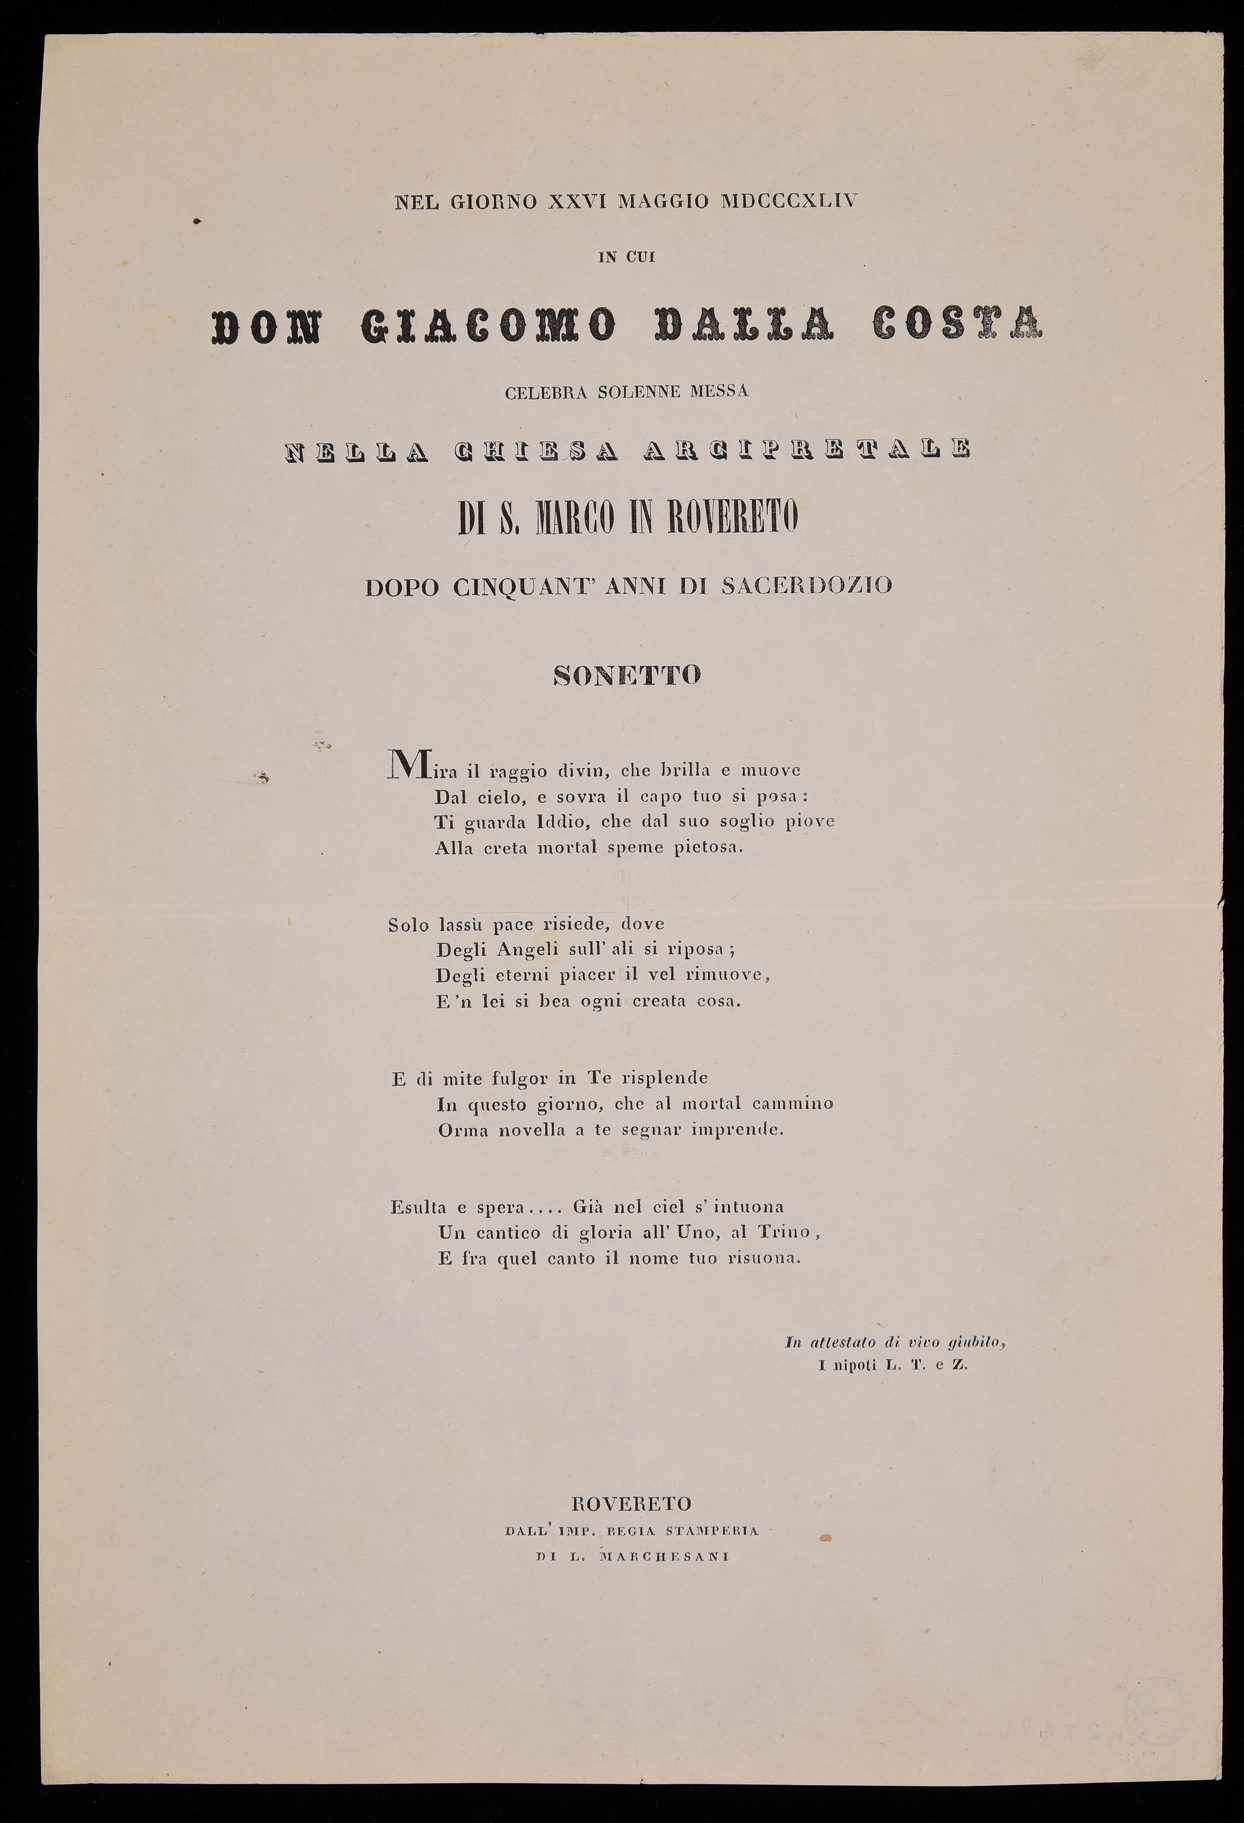 NEL GIORNO XXVI MAGGIO MDCCCXLIV
IN CUI
DON GIACOMO DALLA COSTA
CELEBRA SOLENNE MESSA
NELLA CHIESA ARCIPRETALE
DI S. MARCO IN ROVERETO
DOPO CINQUANT' ANNI DI SACERDOZIO
SONETTO
Mira il raggio divin, che brilla e muove
Dal cielo, e sovra il capo tuo si posa:
Ti guarda Iddio, che dal suo soglio piove
Alla creta mortal speme pietosa.
Solo lassù pace risiede, dove
Degli Angeli sull' ali si riposa;
Degli eterni piacer il vel rimuove,
E 'n lei si bea ogni creata cosa.
E di mite fulgor in Te risplende
In questo giorno, che al mortal cammino
Orma novella a te segnar imprende.
Esulta e spera.... Già nel ciel s' intuona
Un cantico di gloria all' Uno, al Trino,
E fra quel canto il nome tuo risuona.
In attestato di vivo giubilo,
I nipoti L. T. e Z.
ROVERETO
DALL' IMP. REGIA STAMPERIA
DI L. MARCHESANI